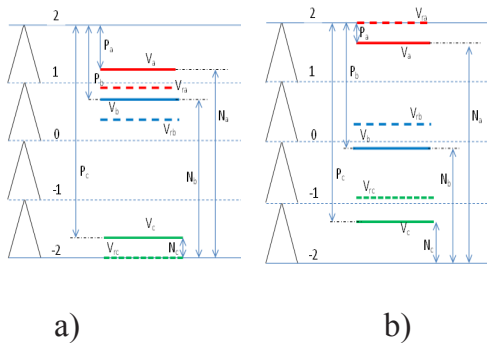 2
P_a
V_a
1
P_b
V_ra
V_b
N_a
V_rb
0
P_c
N_b
-1
V_c
V_rc
N_c
-2
a)
2
V_ra
P_a
V_a
1
P_b
V_rb
N_a
0
V_b
P_c
N_b
V_rc
-1
V_c
N_c
-2
b)